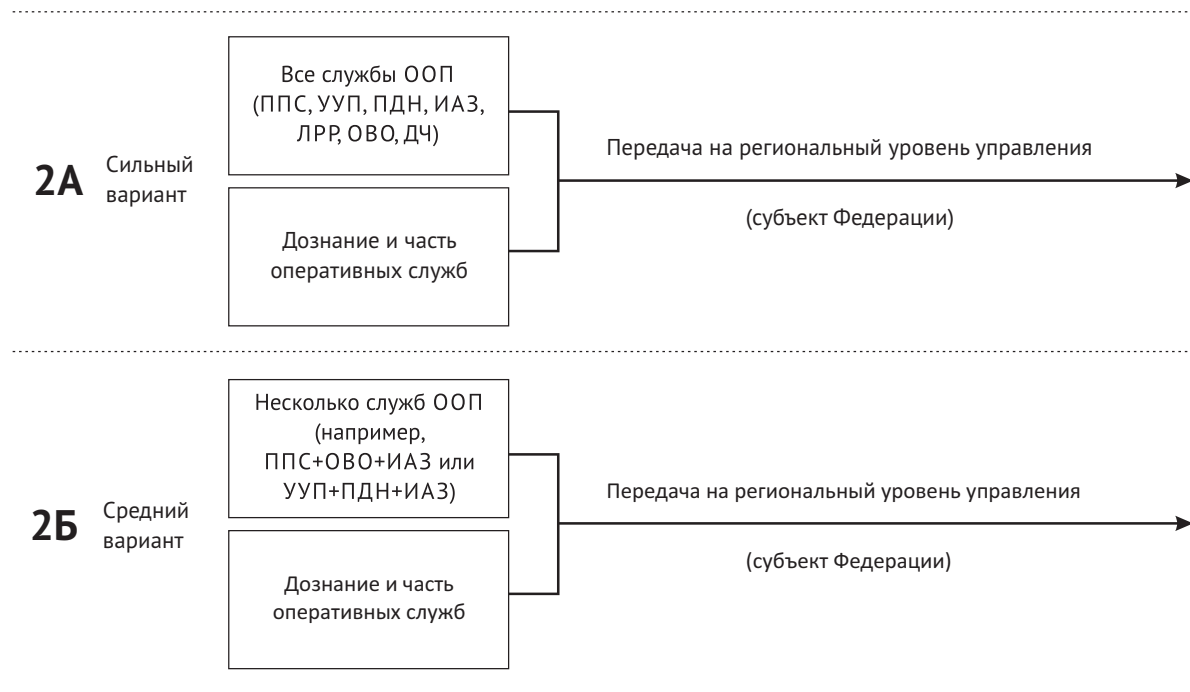 2А
Сильный
вариант
Все службы ООП
(ППС, УУП, ПДН, ИАЗ,
ЛРР, ОВО, ДЧ)
Дознание и часть
оперативных служб
Передача на региональный уровень управления
(субъект Федерации)
2Б
Средний
вариант
Несколько служб ООП
(например,
ППС+ОВО+ИАЗ или
УУП+ПДН+ИАЗ)
Дознание и часть
оперативных служб
Передача на региональный уровень управления
(субъект Федерации)